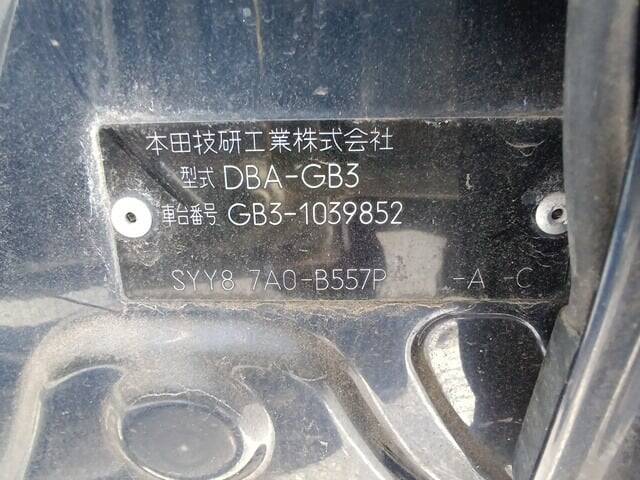 本田技研工業株式会社
型式 DBA-GB3
車台番号 GB3-1039852
SYY8 7A0-B557P -A -C